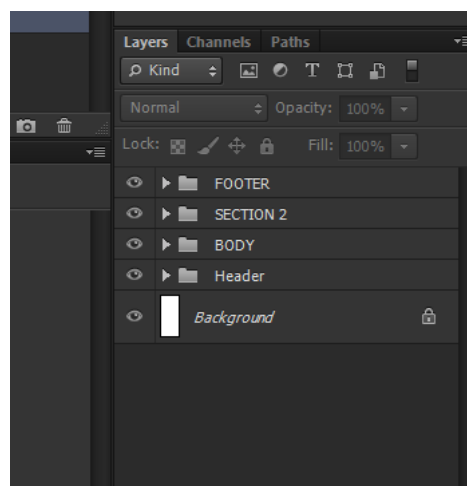 Layers Channels Paths
Kind T
Normal Opacity: 100%
Lock: Fill: 100%
FOOTER
SECTION 2
BODY
Header
Background